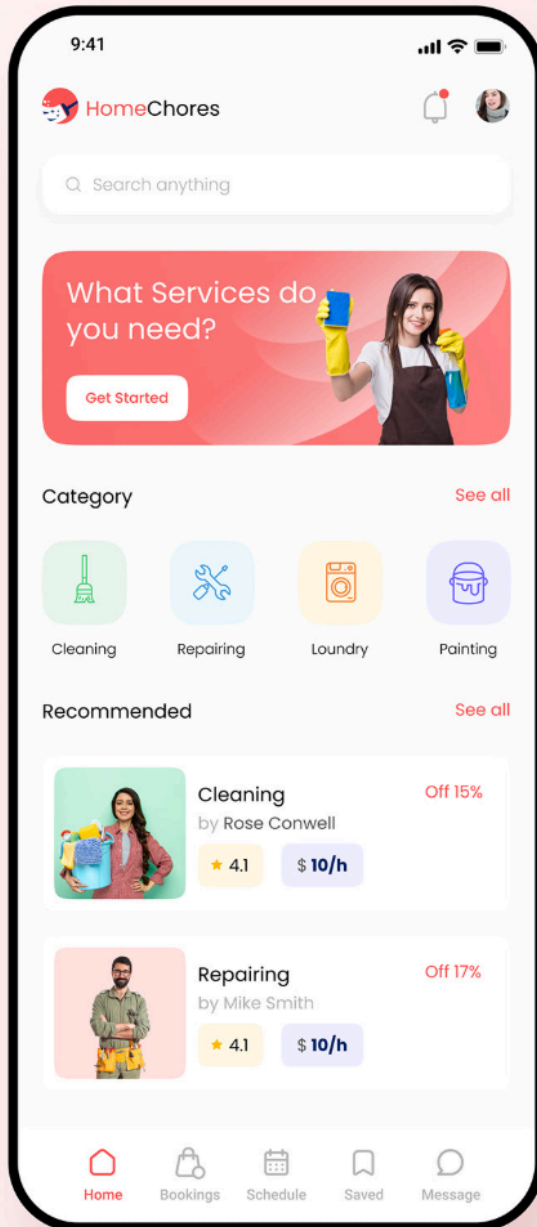 9:41
HomeChores
Search anything
What Services do
you need?
Get Started
Category See all
Cleaning Repairing Loundry Painting
Recommended See all
Cleaning Off 15%
by Rose Conwell
4.1 $ 10/h
Repairing Off 17%
by Mike Smith
4.1 $ 10/h
Home Bookings Schedule Saved Message